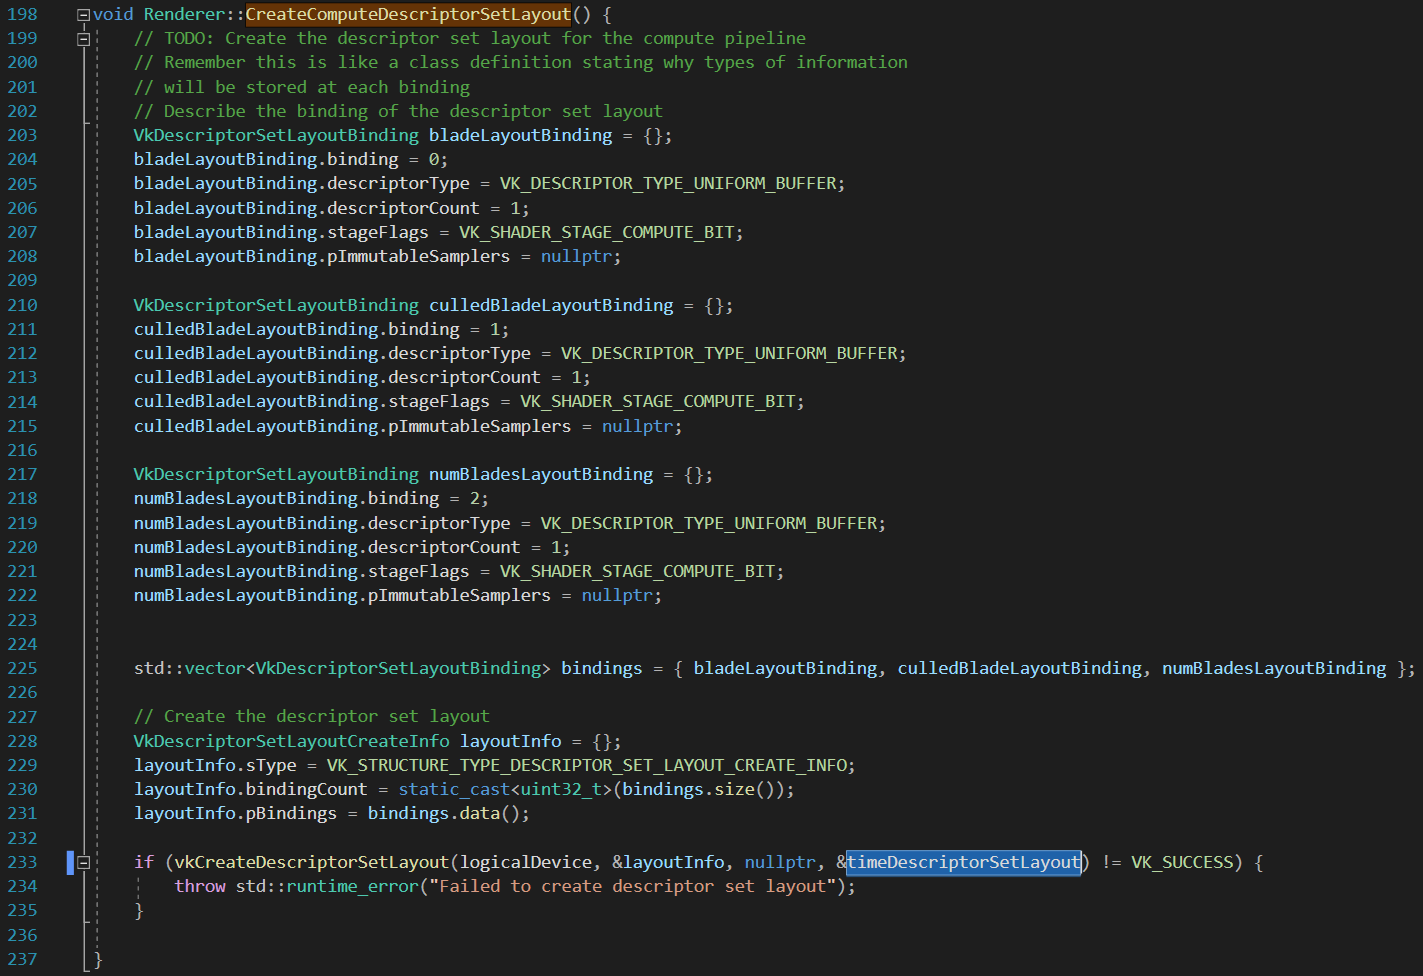 198 void Renderer::CreateComputeDescriptorSetLayout() {
199     // TODO: Create the descriptor set layout for the compute pipeline
200     // Remember this is like a class definition stating why types of information
201     // will be stored at each binding
202     // Describe the binding of the descriptor set layout
203     VkDescriptorSetLayoutBinding bladeLayoutBinding = {};
204     bladeLayoutBinding.binding = 0;
205     bladeLayoutBinding.descriptorType = VK_DESCRIPTOR_TYPE_UNIFORM_BUFFER;
206     bladeLayoutBinding.descriptorCount = 1;
207     bladeLayoutBinding.stageFlags = VK_SHADER_STAGE_COMPUTE_BIT;
208     bladeLayoutBinding.pImmutableSamplers = nullptr;
209
210     VkDescriptorSetLayoutBinding culledBladeLayoutBinding = {};
211     culledBladeLayoutBinding.binding = 1;
212     culledBladeLayoutBinding.descriptorType = VK_DESCRIPTOR_TYPE_UNIFORM_BUFFER;
213     culledBladeLayoutBinding.descriptorCount = 1;
214     culledBladeLayoutBinding.stageFlags = VK_SHADER_STAGE_COMPUTE_BIT;
215     culledBladeLayoutBinding.pImmutableSamplers = nullptr;
216
217     VkDescriptorSetLayoutBinding numBladesLayoutBinding = {};
218     numBladesLayoutBinding.binding = 2;
219     numBladesLayoutBinding.descriptorType = VK_DESCRIPTOR_TYPE_UNIFORM_BUFFER;
220     numBladesLayoutBinding.descriptorCount = 1;
221     numBladesLayoutBinding.stageFlags = VK_SHADER_STAGE_COMPUTE_BIT;
222     numBladesLayoutBinding.pImmutableSamplers = nullptr;
223
224
225     std::vector<VkDescriptorSetLayoutBinding> bindings = { bladeLayoutBinding, culledBladeLayoutBinding, numBladesLayoutBinding };
226
227     // Create the descriptor set layout
228     VkDescriptorSetLayoutCreateInfo layoutInfo = {};
229     layoutInfo.sType = VK_STRUCTURE_TYPE_DESCRIPTOR_SET_LAYOUT_CREATE_INFO;
230     layoutInfo.bindingCount = static_cast<uint32_t>(bindings.size());
231     layoutInfo.pBindings = bindings.data();
232
233     if (vkCreateDescriptorSetLayout(logicalDevice, &layoutInfo, nullptr, &timeDescriptorSetLayout) != VK_SUCCESS) {
234         throw std::runtime_error("Failed to create descriptor set layout");
235     }
236
237 }